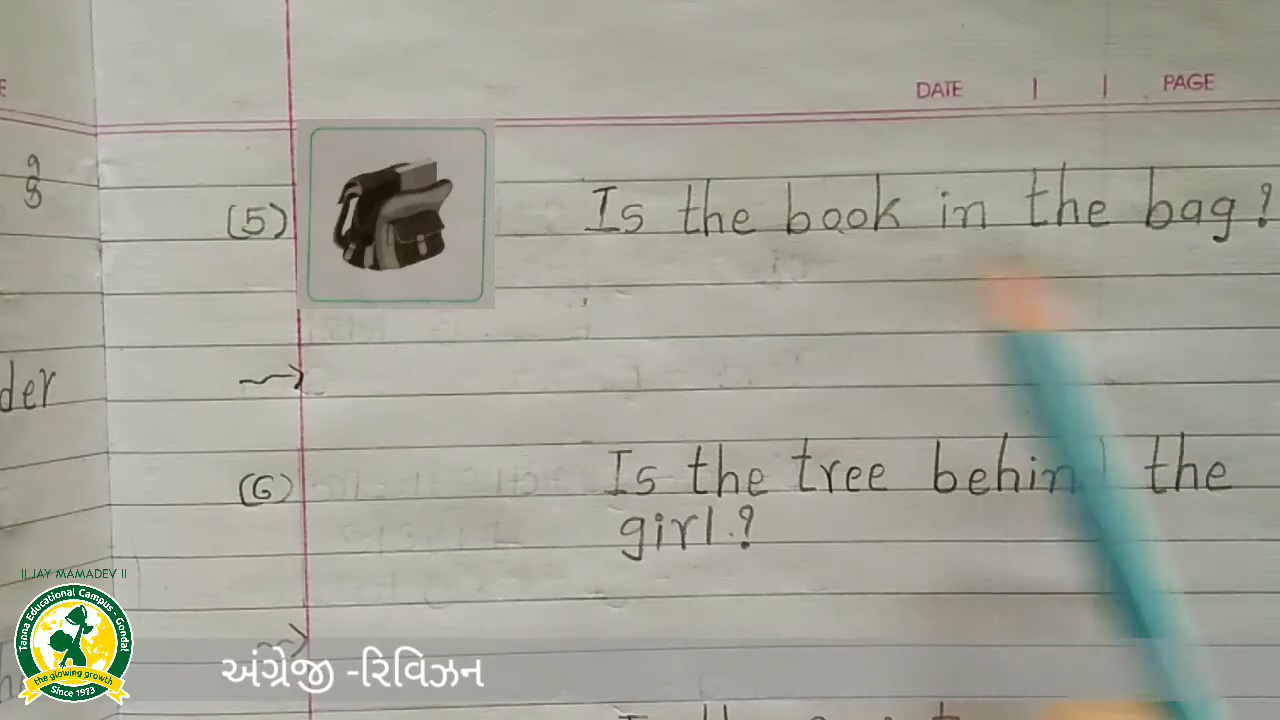 DATE | | PAGE
(5) Is the book in the bag?
der
(6) Is the tree behind the
girl?
|| JAY MAMADEV ||
Tanna Educational Campus - Gondal
the glowing growth
Since 1973
અંગ્રેજી -રિવિઝન